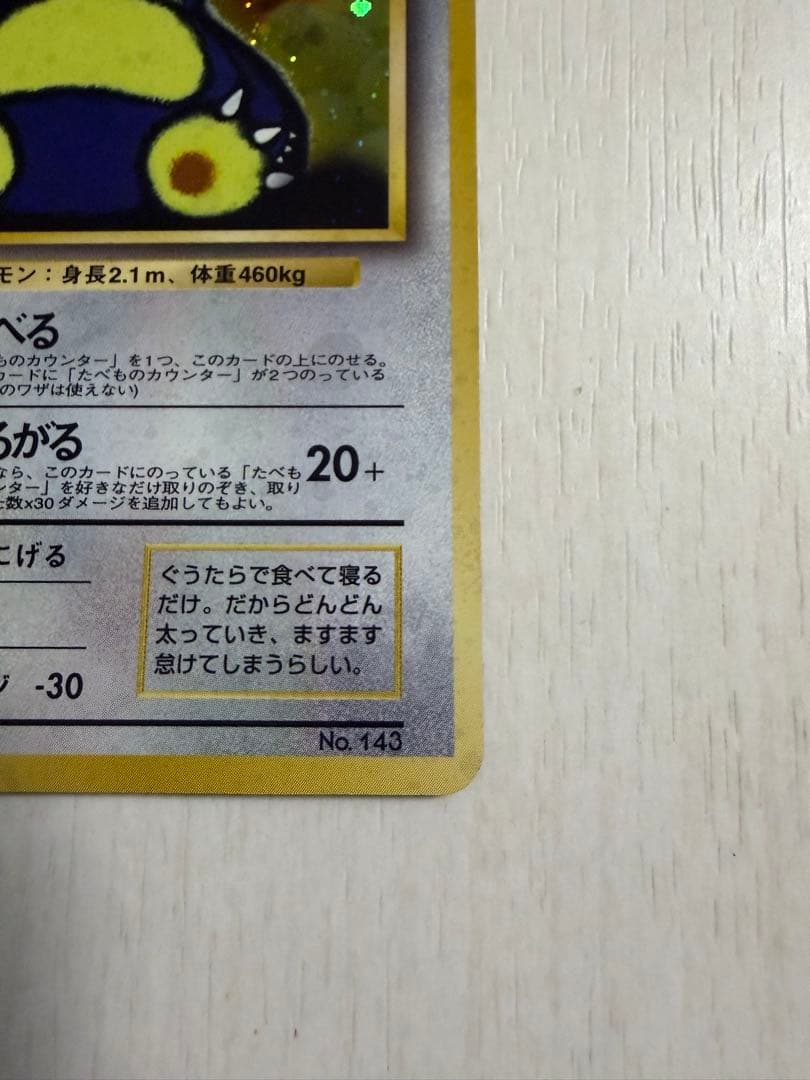 モン：身長2.1m、体重460kg
べる
ものカウンター」を1つ、このカードの上にのせる。
カードに「たべものカウンター」が2つのっている
のワザは使えない)
ろがる
なら、このカードにのっている「たべも
ンター」を好きなだけ取りのぞき、取り
た数x30ダメージを追加してもよい。
20+
にげる
ぐうたらで食べて寝る
だけ。だからどんどん
太っていき、ますます
怠けてしまうらしい。
-30
No. 143